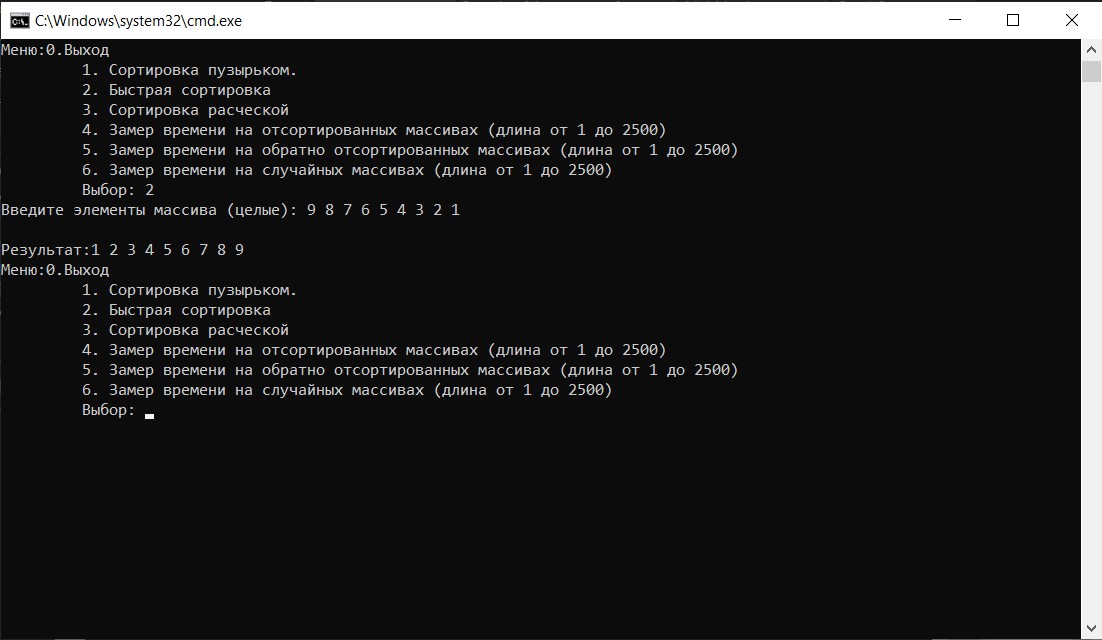 C:\Windows\system32\cmd.exe
Меню:0.Выход
1. Сортировка пузырьком.
2. Быстрая сортировка
3. Сортировка расческой
4. Замер времени на отсортированных массивах (длина от 1 до 2500)
5. Замер времени на обратно отсортированных массивах (длина от 1 до 2500)
6. Замер времени на случайных массивах (длина от 1 до 2500)
Выбор: 2
Введите элементы массива (целые): 9 8 7 6 5 4 3 2 1
Результат:1 2 3 4 5 6 7 8 9
Меню:0.Выход
1. Сортировка пузырьком.
2. Быстрая сортировка
3. Сортировка расческой
4. Замер времени на отсортированных массивах (длина от 1 до 2500)
5. Замер времени на обратно отсортированных массивах (длина от 1 до 2500)
6. Замер времени на случайных массивах (длина от 1 до 2500)
Выбор: